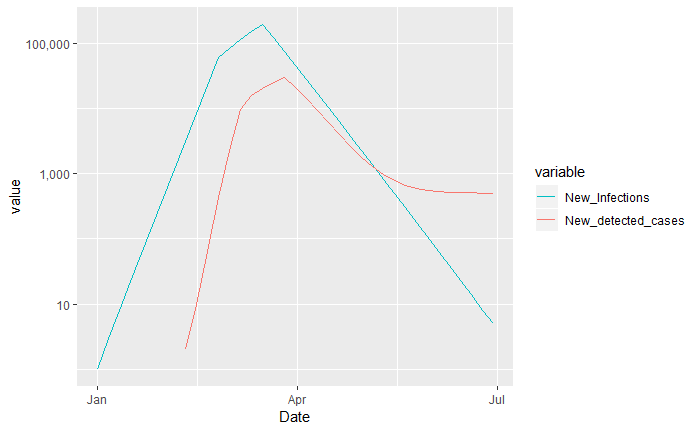 100,000
1,000
10
value
Jan
Apr
Jul
Date
variable
New_Infections
New_detected_cases